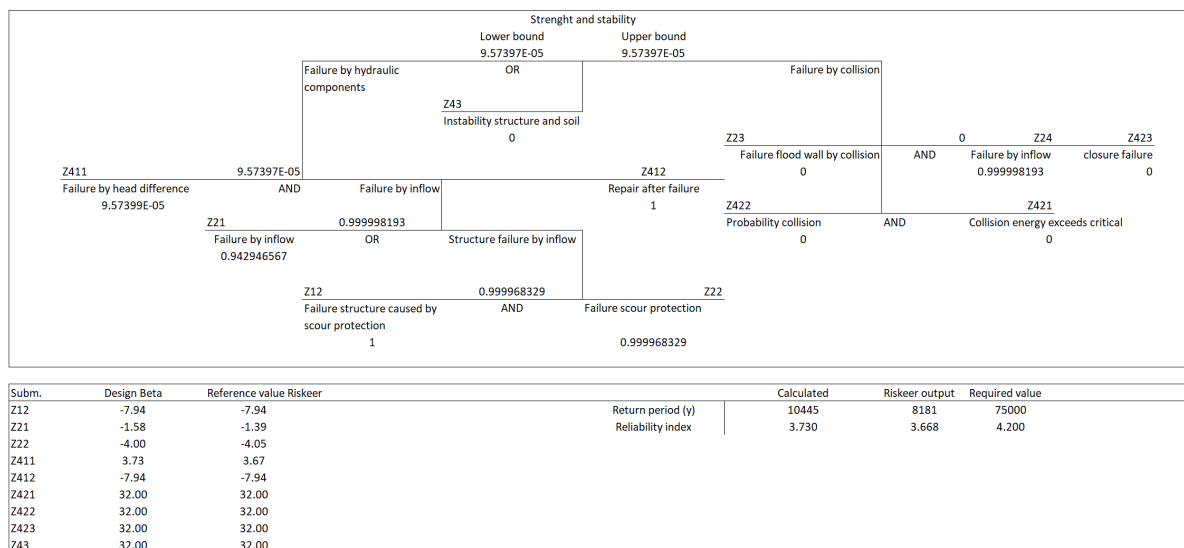 Strenght and stability
Lower bound Upper bound
9.57397E-05 9.57397E-05
Failure by hydraulic components OR Failure by collision
Z43
Instability structure and soil
0
Z23 0 Z24 Z423
Failure flood wall by collision AND Failure by inflow closure failure
0 0.999998193 0
Z411 9.57397E-05 Z412
Failure by head difference AND Failure by inflow Repair after failure
9.57399E-05 1
Z422 Z421
Probability collision AND Collision energy exceeds critical
0 0
Z21 0.999998193
Failure by inflow OR Structure failure by inflow
0.942946567
Z12 0.999968329 Z22
Failure structure caused by scour protection AND Failure scour protection
1 0.999968329
Subm. Design Beta Reference value Riskeer
Z12 -7.94 -7.94
Z21 -1.58 -1.39
Z22 -4.00 -4.05
Z411 3.73 3.67
Z412 -7.94 -7.94
Z421 32.00 32.00
Z422 32.00 32.00
Z423 32.00 32.00
Z43 32.00 32.00
Calculated Riskeer output Required value
Return period (y) 10445 8181 75000
Reliability index 3.730 3.668 4.200